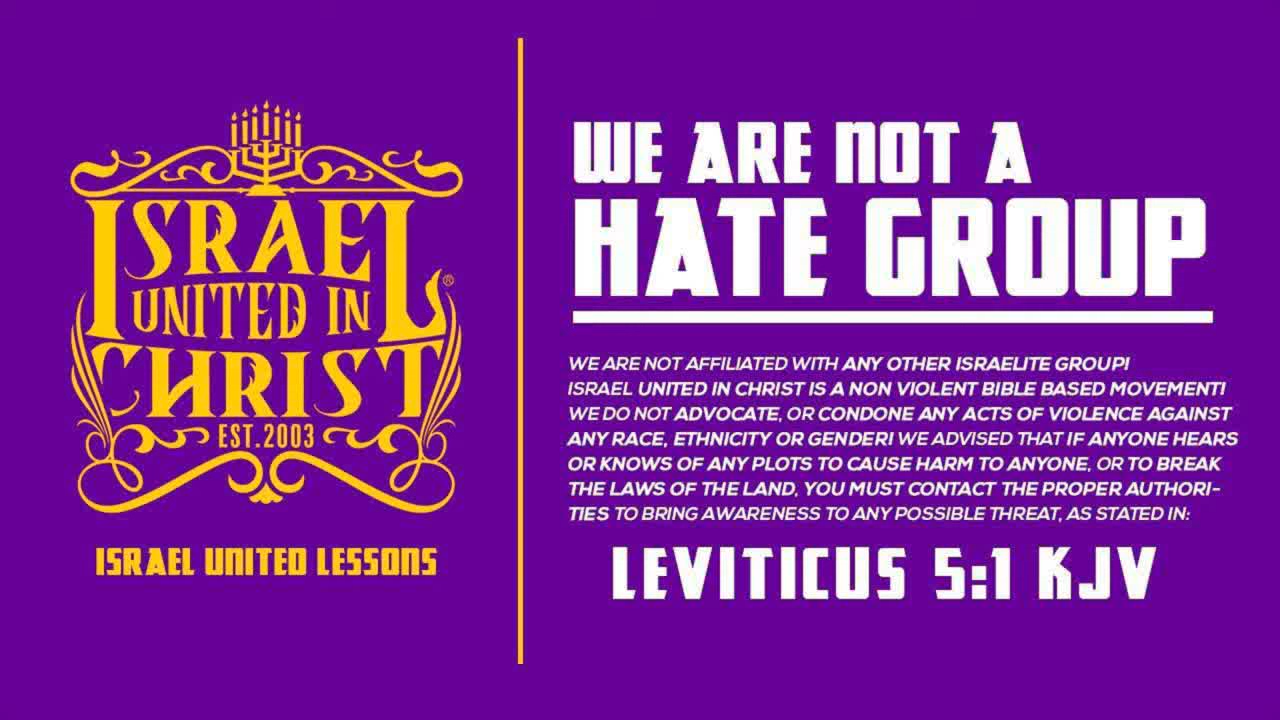 ISRAEL
UNITED IN
CHRIST
EST.2003
ISRAEL UNITED LESSONS
WE ARE NOT A
HATE GROUP
WE ARE NOT AFFILIATED WITH ANY OTHER ISRAELITE GROUP!
ISRAEL UNITED IN CHRIST IS A NON VIOLENT BIBLE BASED MOVEMENT!
WE DO NOT ADVOCATE, OR CONDONE ANY ACTS OF VIOLENCE AGAINST
ANY RACE, ETHNICITY OR GENDER! WE ADVISED THAT IF ANYONE HEARS
OR KNOWS OF ANY PLOTS TO CAUSE HARM TO ANYONE, OR TO BREAK
THE LAWS OF THE LAND, YOU MUST CONTACT THE PROPER AUTHORI-
TIES TO BRING AWARENESS TO ANY POSSIBLE THREAT, AS STATED IN:
LEVITICUS 5:1 KJV